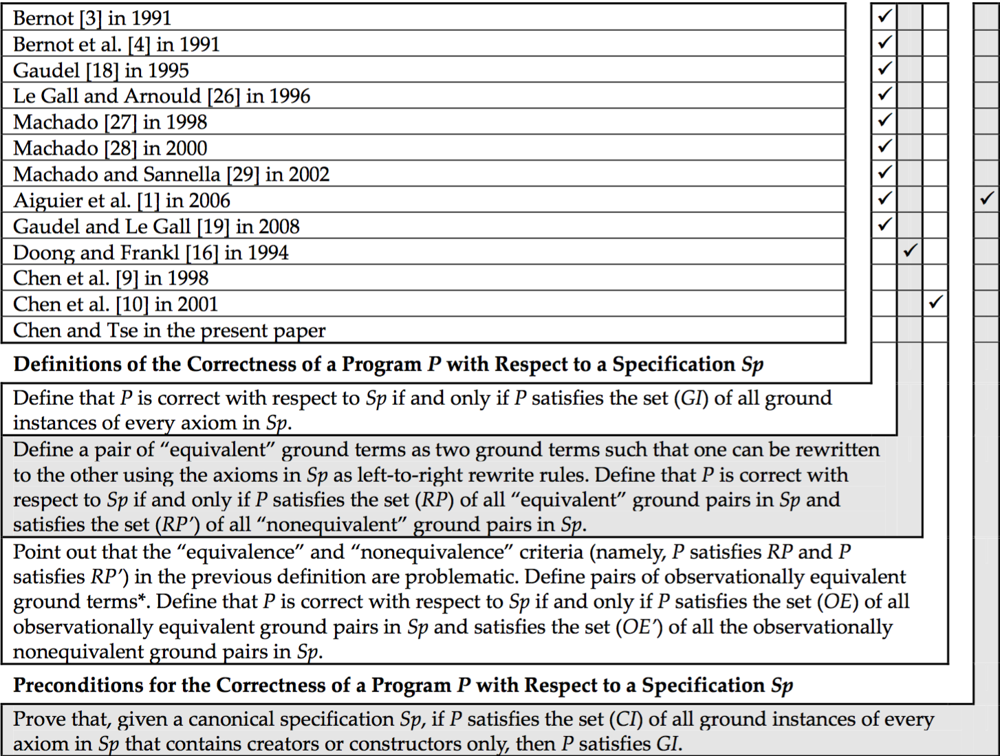 Bernot [3] in 1991 ✓
Bernot et al. [4] in 1991 ✓
Gaudel [18] in 1995 ✓
Le Gall and Arnould [26] in 1996 ✓
Machado [27] in 1998 ✓
Machado [28] in 2000 ✓
Machado and Sannella [29] in 2002 ✓
Aiguier et al. [1] in 2006 ✓ ✓
Gaudel and Le Gall [19] in 2008 ✓
Doong and Frankl [16] in 1994 ✓
Chen et al. [9] in 1998
Chen et al. [10] in 2001 ✓
Chen and Tse in the present paper
Definitions of the Correctness of a Program P with Respect to a Specification Sp
Define that P is correct with respect to Sp if and only if P satisfies the set (GI) of all ground
instances of every axiom in Sp.
Define a pair of “equivalent” ground terms as two ground terms such that one can be rewritten
to the other using the axioms in Sp as left-to-right rewrite rules. Define that P is correct with
respect to Sp if and only if P satisfies the set (RP) of all “equivalent” ground pairs in Sp and
satisfies the set (RP′) of all “nonequivalent” ground pairs in Sp.
Point out that the “equivalence” and “nonequivalence” criteria (namely, P satisfies RP and P
satisfies RP′) in the previous definition are problematic. Define pairs of observationally equivalent
ground terms*. Define that P is correct with respect to Sp if and only if P satisfies the set (OE) of all
observationally equivalent ground pairs in Sp and satisfies the set (OE′) of all the observationally
nonequivalent ground pairs in Sp.
Preconditions for the Correctness of a Program P with Respect to a Specification Sp
Prove that, given a canonical specification Sp, if P satisfies the set (CI) of all ground instances of every
axiom in Sp that contains creators or constructors only, then P satisfies GI.